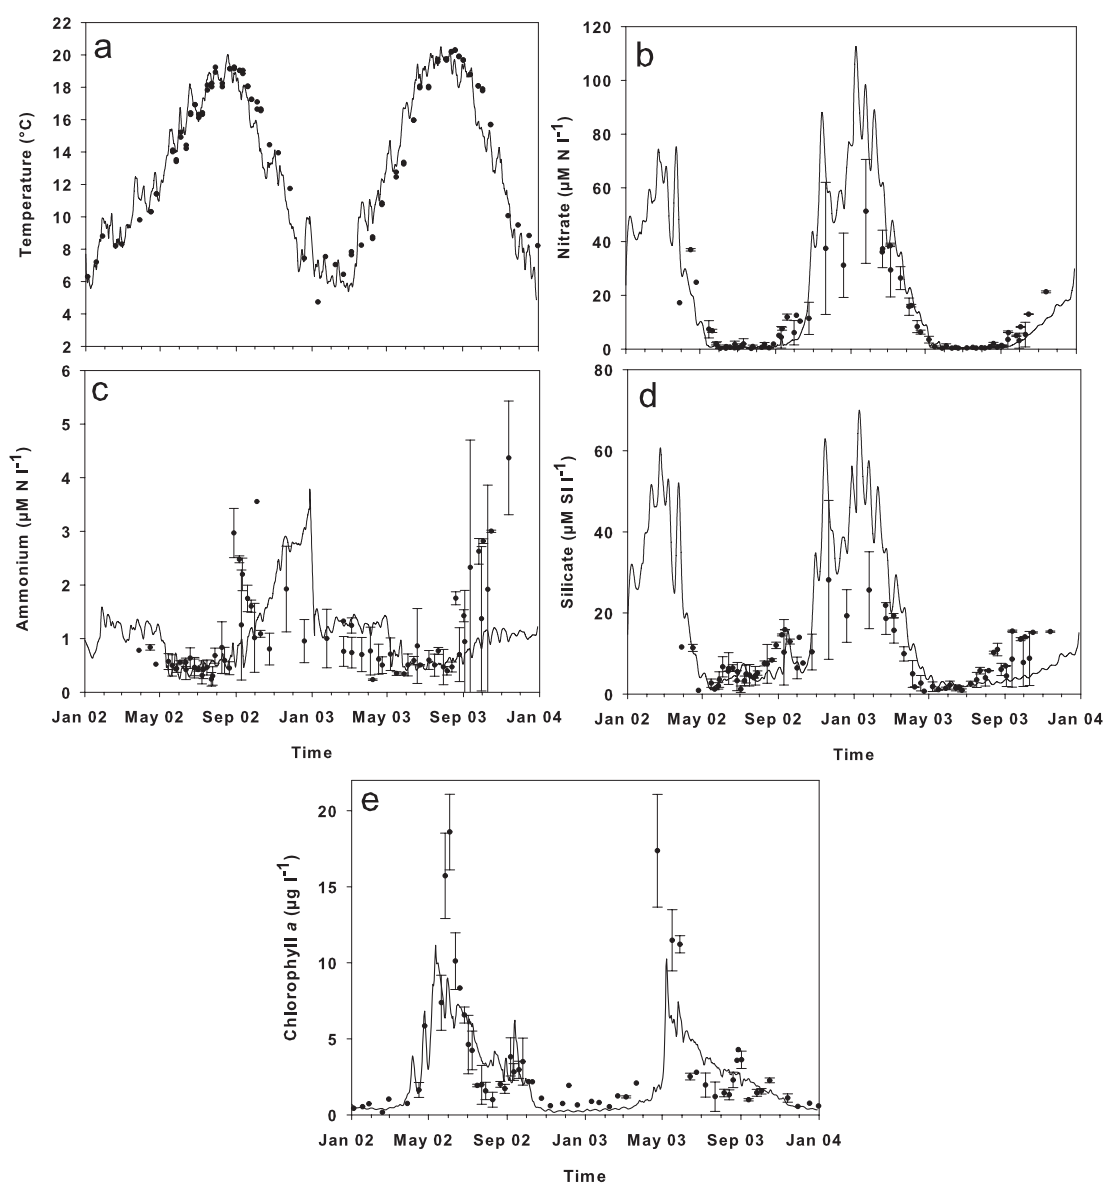 a
22
20
18
16
14
12
10
8
6
4
2
Temperature (°C)
b
120
100
80
60
40
20
0
Nitrate (µM N l-1)
c
6
5
4
3
2
1
0
Ammonium (µM N l-1)
Jan 02 May 02 Sep 02 Jan 03 May 03 Sep 03 Jan 04
Time
d
80
60
40
20
0
Silicate (µM SI l-1)
Jan 02 May 02 Sep 02 Jan 03 May 03 Sep 03 Jan 04
Time
e
20
15
10
5
0
Chlorophyll a (µg l-1)
Jan 02 May 02 Sep 02 Jan 03 May 03 Sep 03 Jan 04
Time